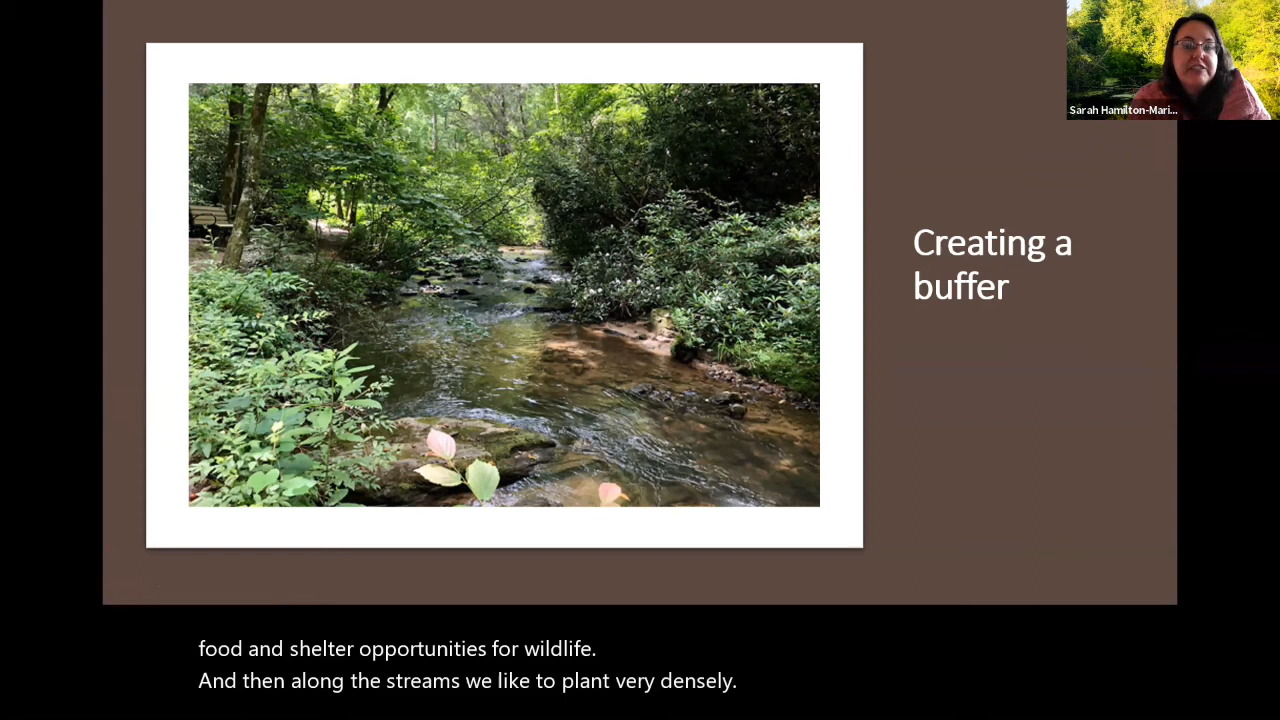 Sarah Hamilton-Mari...
Creating a
buffer
food and shelter opportunities for wildlife.
And then along the streams we like to plant very densely.